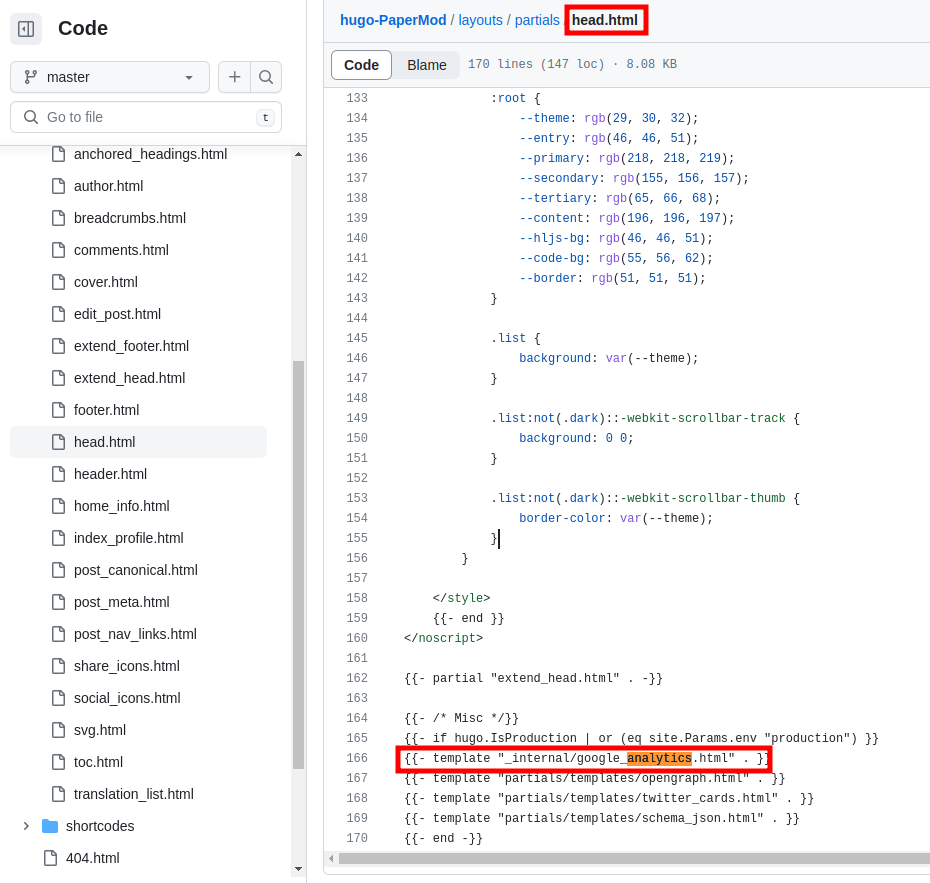 Code
master
Go to file
t
anchored_headings.html
author.html
breadcrumbs.html
comments.html
cover.html
edit_post.html
extend_footer.html
extend_head.html
footer.html
head.html
header.html
home_info.html
index_profile.html
post_canonical.html
post_meta.html
post_nav_links.html
share_icons.html
social_icons.html
svg.html
toc.html
translation_list.html
shortcodes
404.html
hugo-PaperMod / layouts / partials / head.html
Code Blame 170 lines (147 loc) · 8.08 KB
133 :root {
134 --theme: rgb(29, 30, 32);
135 --entry: rgb(46, 46, 51);
136 --primary: rgb(218, 218, 219);
137 --secondary: rgb(155, 156, 157);
138 --tertiary: rgb(65, 66, 68);
139 --content: rgb(196, 196, 197);
140 --hljs-bg: rgb(46, 46, 51);
141 --code-bg: rgb(55, 56, 62);
142 --border: rgb(51, 51, 51);
143 }
144
145 .list {
146 background: var(--theme);
147 }
148
149 .list:not(.dark)::-webkit-scrollbar-track {
150 background: 0 0;
151 }
152
153 .list:not(.dark)::-webkit-scrollbar-thumb {
154 border-color: var(--theme);
155 }
156 }
157
158 </style>
159 {{- end }}
160 </noscript>
161
162 {{- partial "extend_head.html" . -}}
163
164 {{- /* Misc */}}
165 {{- if hugo.IsProduction | or (eq site.Params.env "production") }}
166 {{- template "_internal/google_analytics.html" . }}
167 {{- template "partials/templates/opengraph.html" . }}
168 {{- template "partials/templates/twitter_cards.html" . }}
169 {{- template "partials/templates/schema_json.html" . }}
170 {{- end -}}